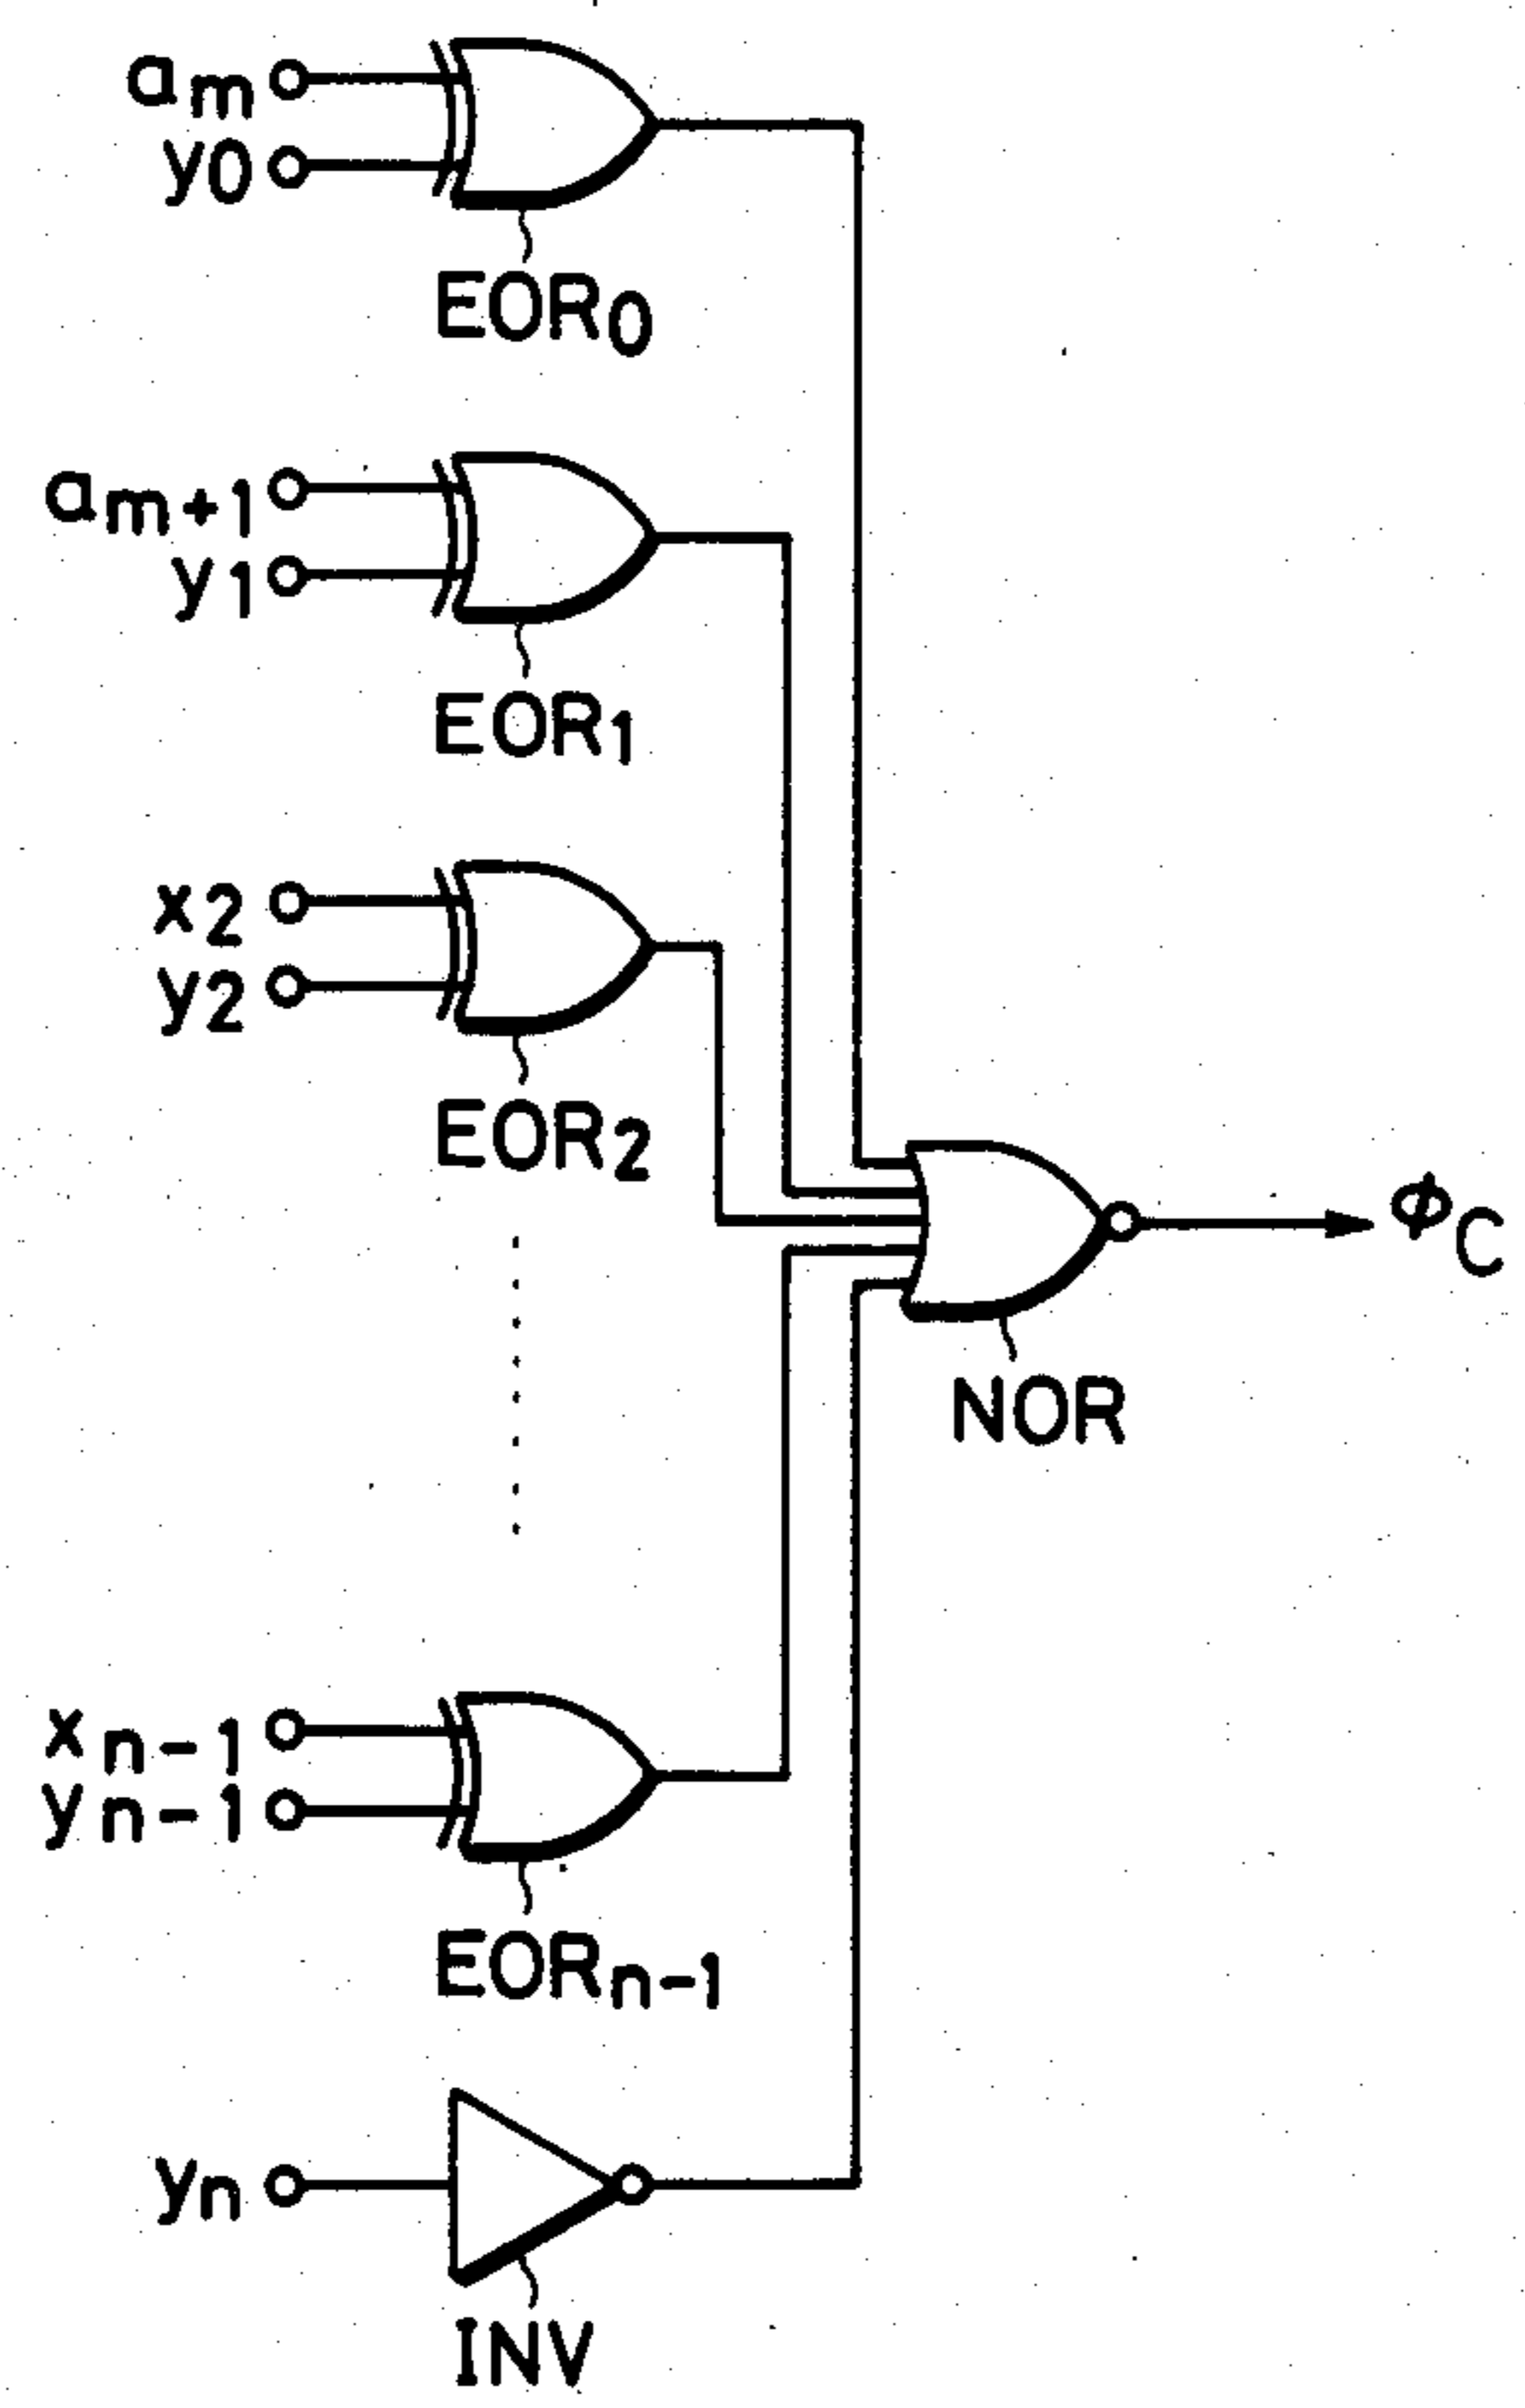 am
y0
EOR0
am+1
y1
EOR1
x2
y2
EOR2
ϕC
NOR
xn-1
yn-1
EORn-1
yn
INV